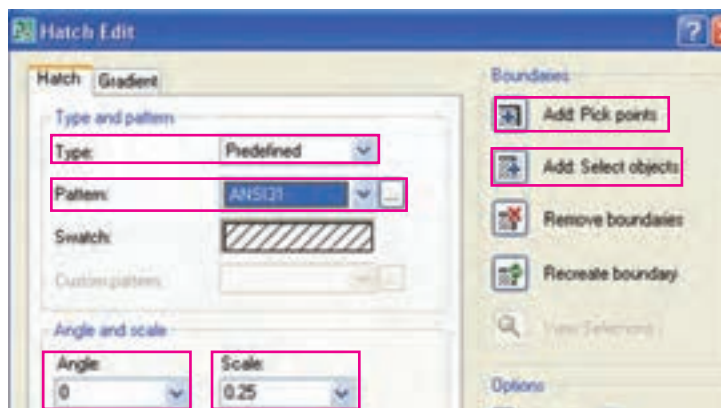 Hatch Edit
Hatch Gradient
Type and pattern
Type: Predefined
Pattern: ANSI31 ...
Swatch:
Custom pattern:
Angle and scale
Angle: Scale:
0 0.25
Boundaries
Add: Pick points
Add: Select objects
Remove boundaries
Recreate boundary
View Selections
Options